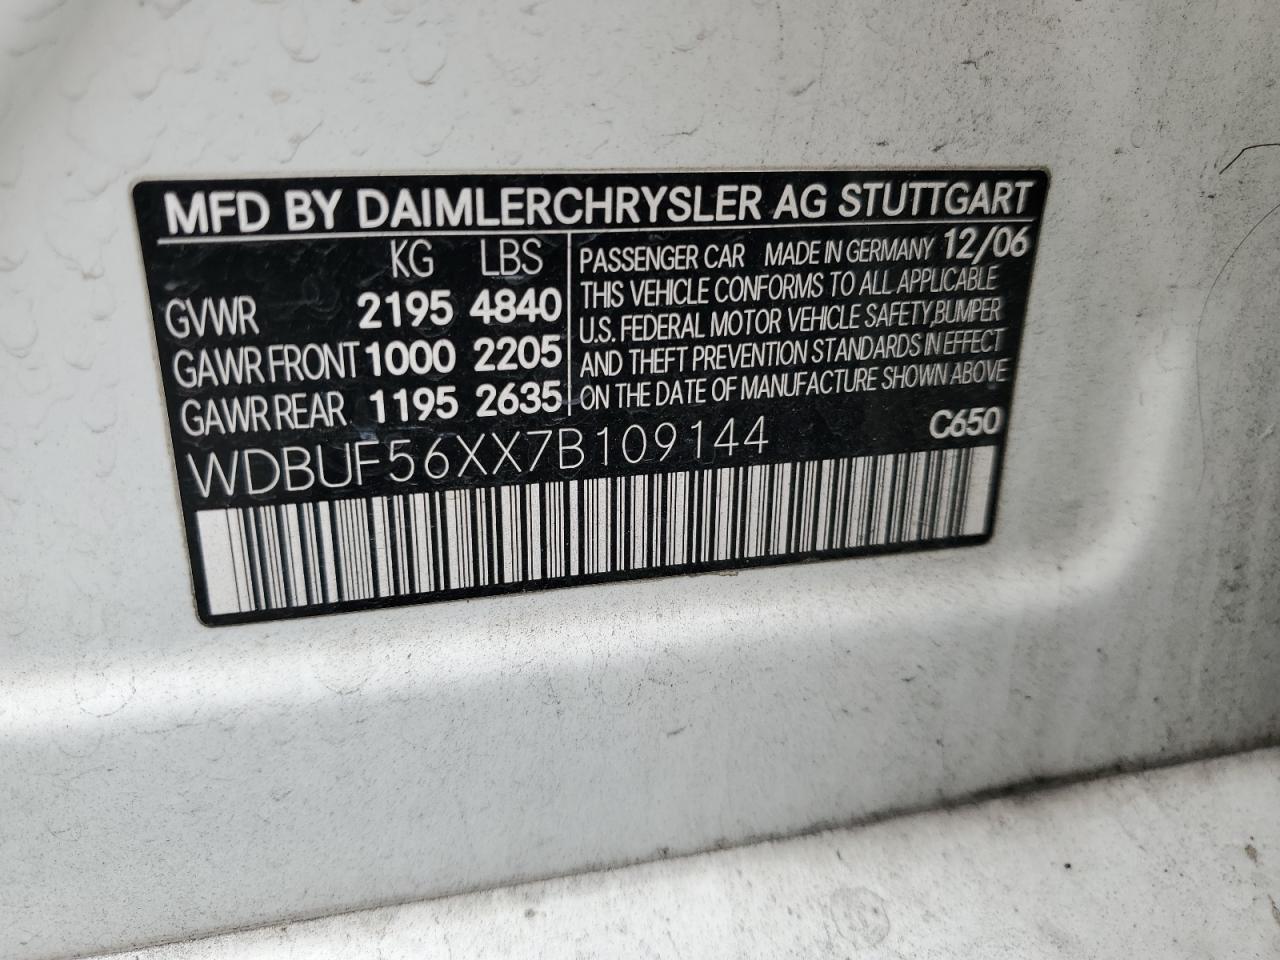 MFD BY DAIMLERCHRYSLER AG STUTTGART
KG LBS
GVWR 2195 4840
GAWR FRONT 1000 2205
GAWR REAR 1195 2635
PASSENGER CAR MADE IN GERMANY 12/06
THIS VEHICLE CONFORMS TO ALL APPLICABLE
U.S. FEDERAL MOTOR VEHICLE SAFETY,BUMPER
AND THEFT PREVENTION STANDARDS IN EFFECT
ON THE DATE OF MANUFACTURE SHOWN ABOVE
WDBUF56XX7B109144
C650